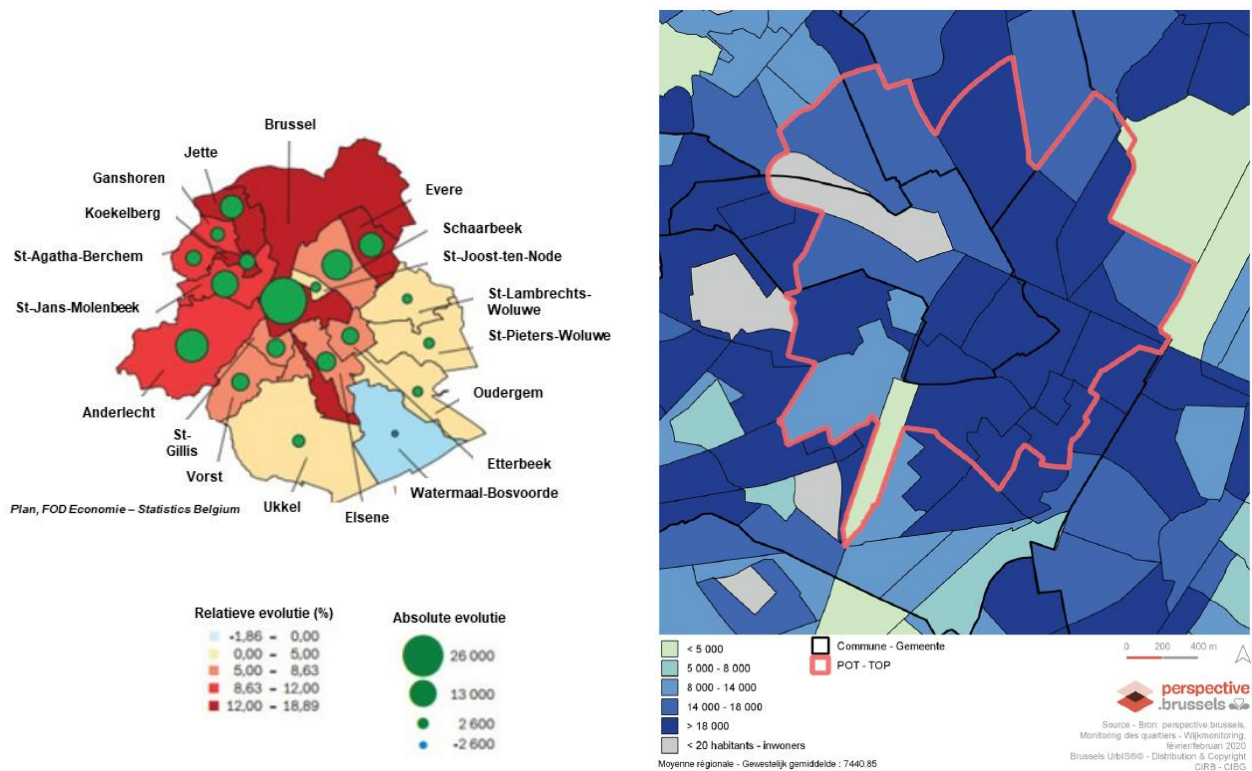 Brussel
Jette
Ganshoren
Koekelberg
St-Agatha-Berchem
St-Jans-Molenbeek
Anderlecht
St-
Gillis
Vorst
Ukkel
Elsene
Watermaal-Bosvoorde
Etterbeek
Oudergem
St-Pieters-Woluwe
St-Lambrechts-
Woluwe
St-Joost-ten-Node
Schaarbeek
Evere
Plan, FOD Economie – Statistics Belgium
Relatieve evolutie (%)
-1,86 – 0,00
0,00 – 5,00
5,00 – 8,63
8,63 – 12,00
12,00 – 18,89
Absolute evolutie
26 000
13 000
2 600
-2 600
< 5 000
5 000 - 8 000
8 000 - 14 000
14 000 - 18 000
> 18 000
< 20 habitants - inwoners
Moyenne régionale - Gewestelijk gemiddelde : 7440,85
Commune - Gemeente
POT - TOP
0 200 400 m
perspective
.brussels
Source - Bron: perspective.brussels,
Monitoring des quartiers - Wijkmonitoring,
février/februari 2020
Brussels UrbIS®© - Distribution & Copyright
CIRB - CIBG